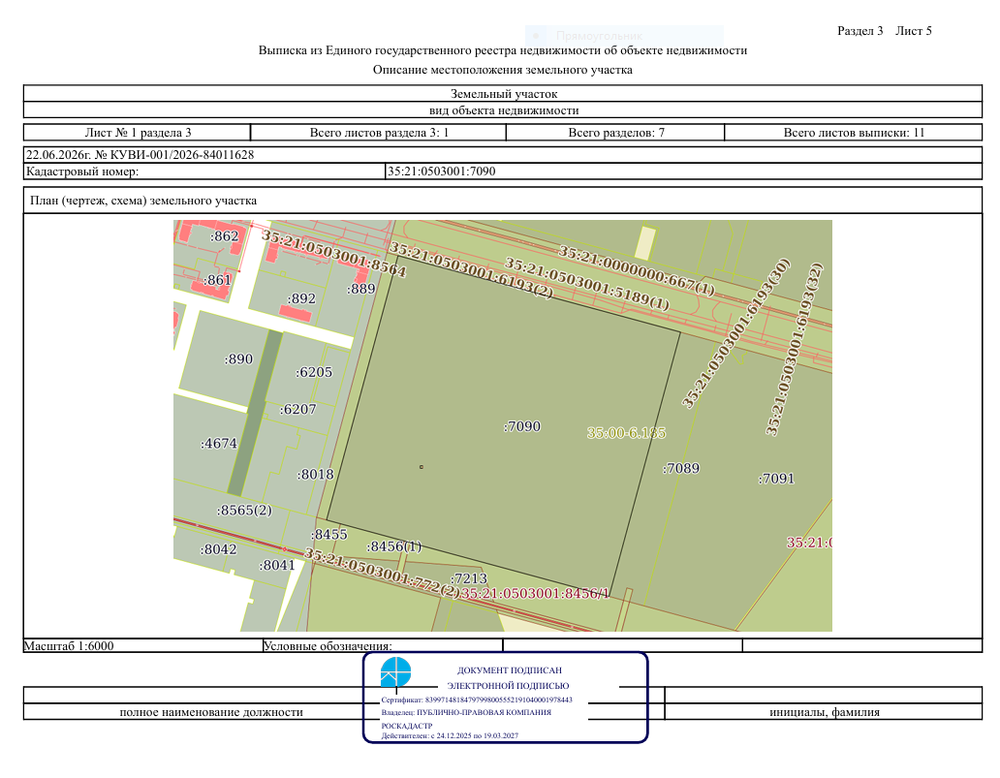 Прямоугольник
Раздел 3 Лист 5
Выписка из Единого государственного реестра недвижимости об объекте недвижимости
Описание местоположения земельного участка
Земельный участок
вид объекта недвижимости
Лист № 1 раздела 3 Всего листов раздела 3: 1 Всего разделов: 7 Всего листов выписки: 11
22.06.2026г. № КУВИ-001/2026-84011628
Кадастровый номер: 35:21:0503001:7090
План (чертеж, схема) земельного участка
:862
35:21:0503001:8564
35:21:0503001:6193(2)
35:21:0503001:5189(1)
35:21:0000000:667(1)
35:21:0503001:6193(30)
35:21:0503001:6193(32)
:861
:889
:892
:890
:6205
:6207
:7090
35:00-6.185
:4674
:8018
:7089
:7091
:8565(2)
:8455
:8456(1)
35:21:0
:8042
:8041
35:21:0503001:772(2)
:7213
35:21:0503001:8456/1
Масштаб 1:6000 Условные обозначения:
ДОКУМЕНТ ПОДПИСАН
ЭЛЕКТРОННОЙ ПОДПИСЬЮ
Сертификат: 83997148184797998005552191040001978443
Владелец: ПУБЛИЧНО-ПРАВОВАЯ КОМПАНИЯ
РОСКАДАСТР
Действителен: с 24.12.2025 по 19.03.2027
полное наименование должности инициалы, фамилия